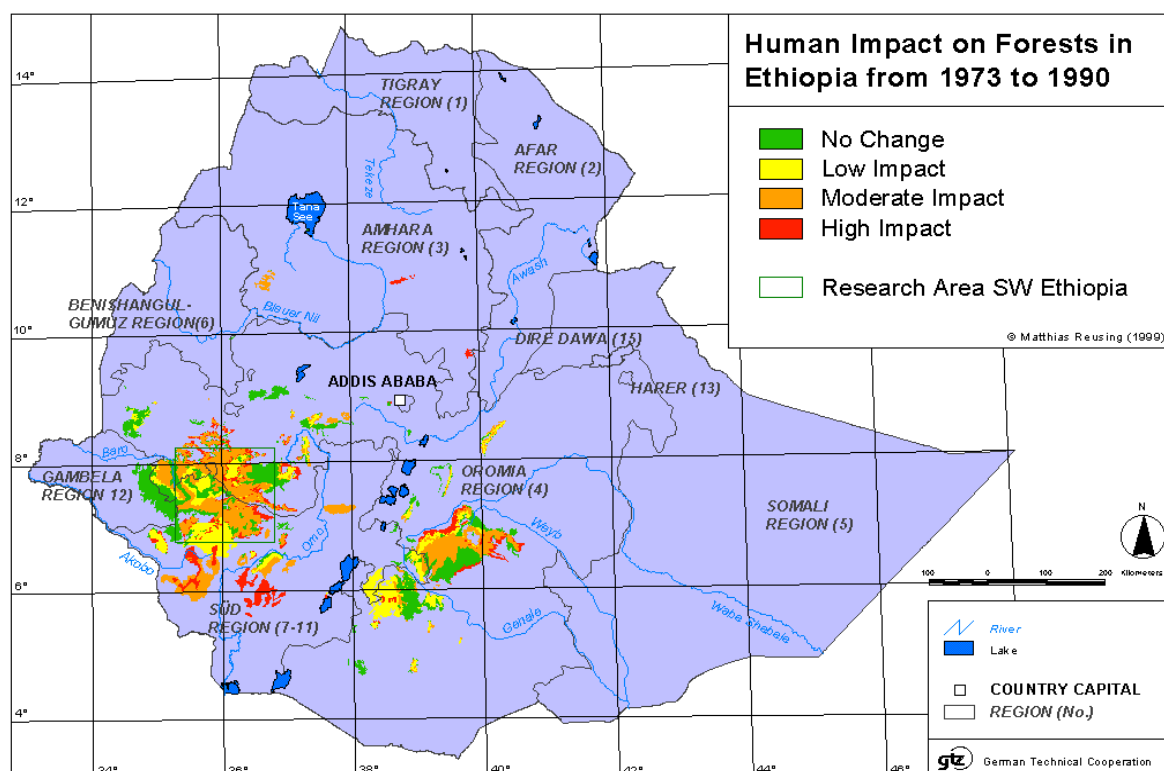 Human Impact on Forests in
Ethiopia from 1973 to 1990
No Change
Low Impact
Moderate Impact
High Impact
Research Area SW Ethiopia
© Matthias Reusing (1999)
14°
12°
10°
8°
6°
4°
34°
36°
38°
40°
42°
44°
46°
TIGRAY
REGION (1)
AFAR
REGION (2)
Tekeze
Tana
See
AMHARA
REGION (3)
Awash
BENISHANGUL-
GUMUZ REGION(6)
Blauer Nil
DIRE DAWA (15)
ADDIS ABABA
HARER (13)
Baro
GAMBELA
REGION 12)
OROMIA
REGION (4)
SOMALI
REGION (5)
Omo
Wayb
Akobo
SÜD
REGION (7-11)
Genale
Wabe Shebele
N
100 0 100 200
Kilometers
River
Lake
COUNTRY CAPITAL
REGION (No.)
gtz German Technical Cooperation